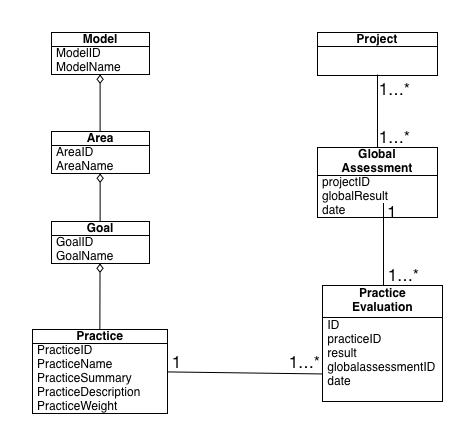 Model
ModelID
ModelName
Area
AreaID
AreaName
Goal
GoalID
GoalName
Practice
PracticeID
PracticeName
PracticeSummary
PracticeDescription
PracticeWeight
1
1...*
Project
1...*
1...*
Global
Assessment
projectID
globalResult
date
1
1...*
Practice
Evaluation
ID
practiceID
result
globalassessmentID
date